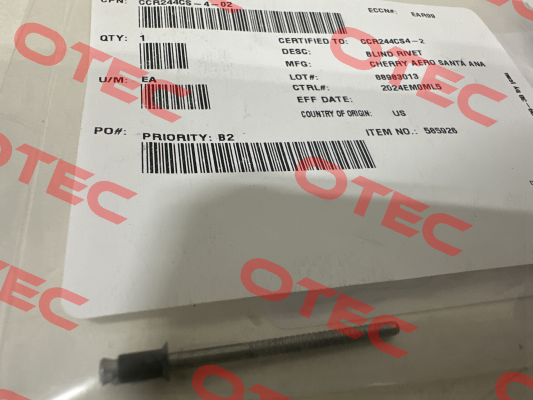 CPN: CCR244CS-4-02
ECCN#: EAR99
QTY: 1
CERTIFIED TO: CCR244CS4-2
DESC: BLIND RIVET
MFG: CHERRY AERO SANTA ANA
U/M: EA
LOT#: 88983013
CTRL#: 2024EM0ML5
EFF DATE:
COUNTRY OF ORIGIN: US
PO#:
PRIORITY: B2
ITEM NO.: 585926
OTEC
OTEC
OTEC
OTEC
OTEC
OTEC
OTEC